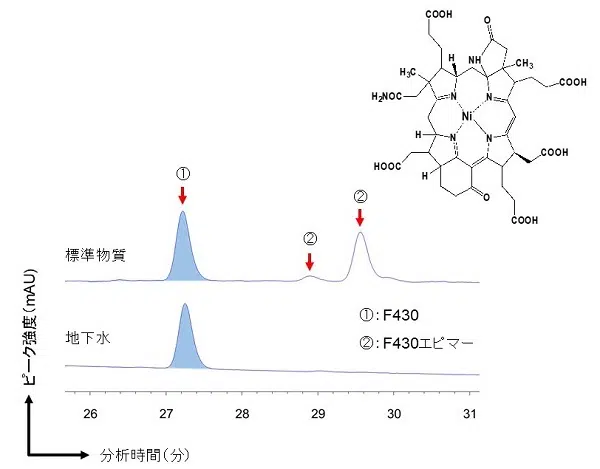 COOH
O
COOH
NH
H
CH3
H3C
COOH
H2NOC
N
N
Ni
H
N
N
COOH
HOOC
H
O
COOH
①
②
②
標準物質
地下水
①:F430
②:F430エピマー
ピーク強度(mAU)
26 27 28 29 30 31
分析時間(分)